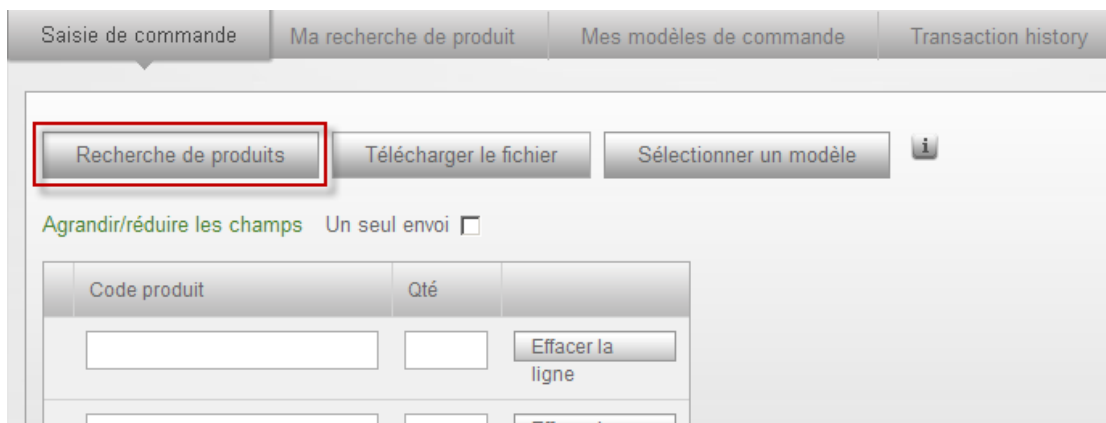 Saisie de commande Ma recherche de produit Mes modèles de commande Transaction history
Recherche de produits Télécharger le fichier Sélectionner un modèle i
Agrandir/réduire les champs Un seul envoi
Code produit Qté
Effacer la
ligne